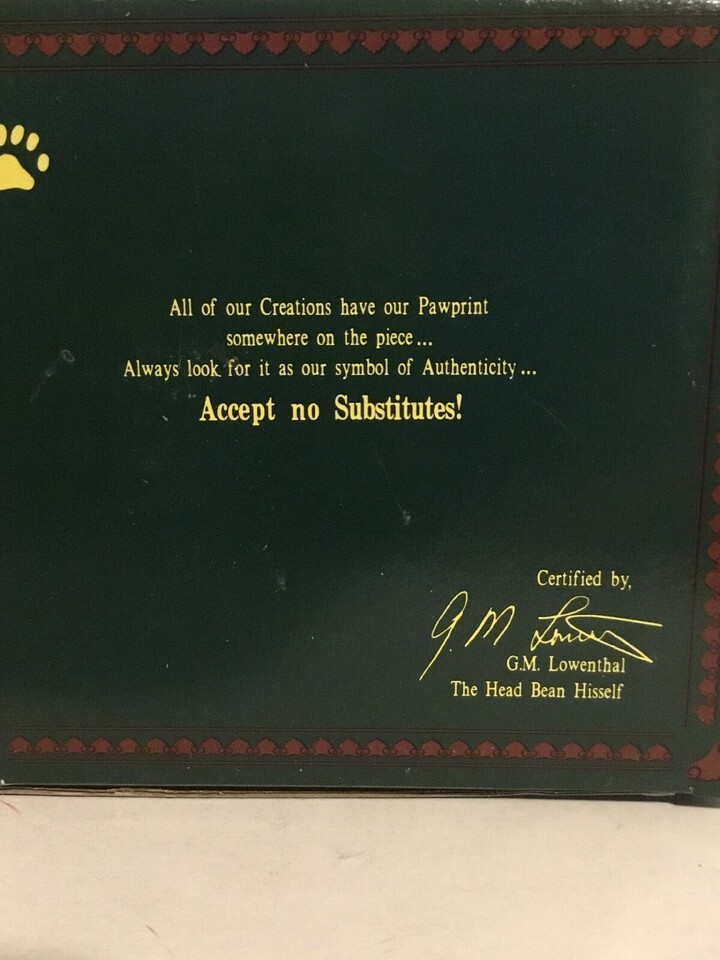 All of our Creations have our Pawprint
somewhere on the piece...
Always look for it as our symbol of Authenticity...
Accept no Substitutes!
Certified by,
G.M. Lowenthal
G.M. Lowenthal
The Head Bean Hisself